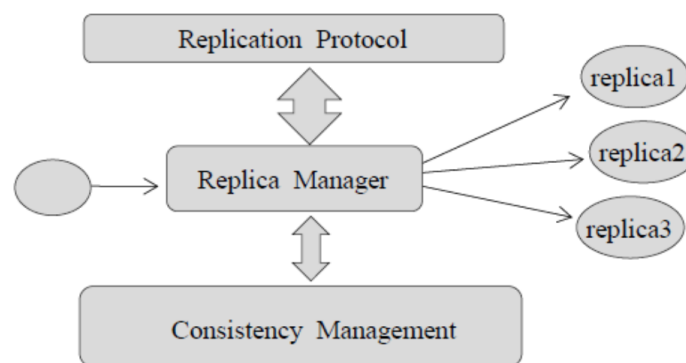 Replication Protocol
replica1
replica2
Replica Manager
replica3
Consistency Management